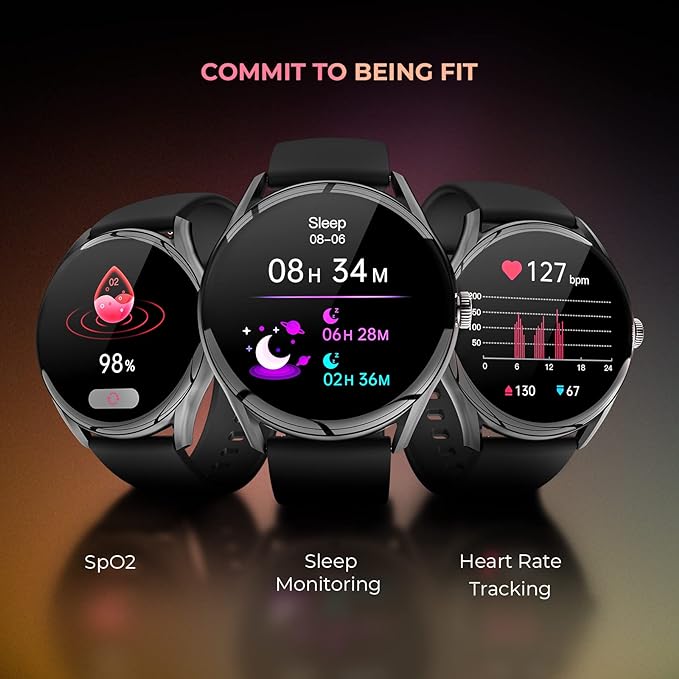 COMMIT TO BEING FIT
02
98%
Sleep
08-06
08H 34M
06H 28M
02H 36M
127 bpm
200
150
100
50
0 6 12 18 24
130 67
SpO2
Sleep
Monitoring
Heart Rate
Tracking